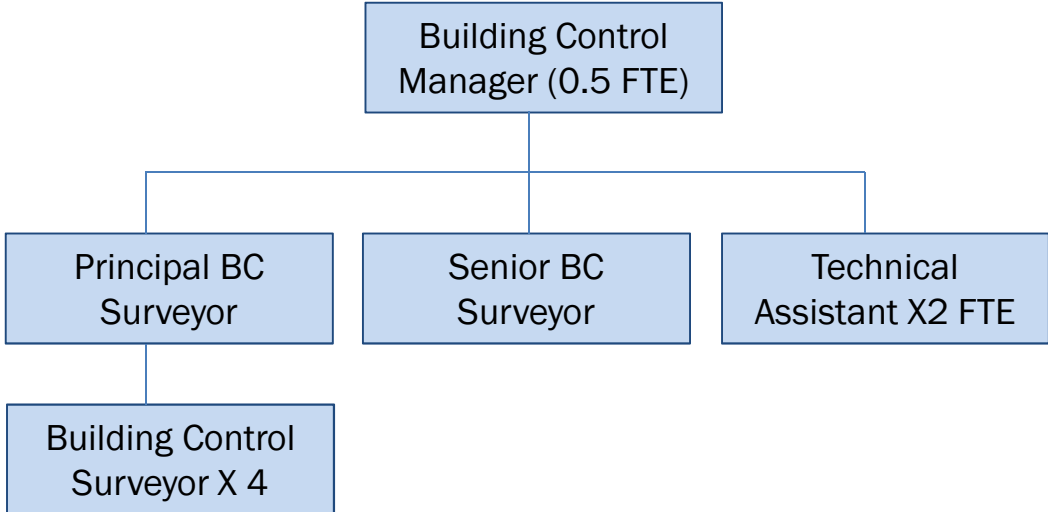 Building Control
Manager (0.5 FTE)
Principal BC
Surveyor
Senior BC
Surveyor
Technical
Assistant X2 FTE
Building Control
Surveyor X 4